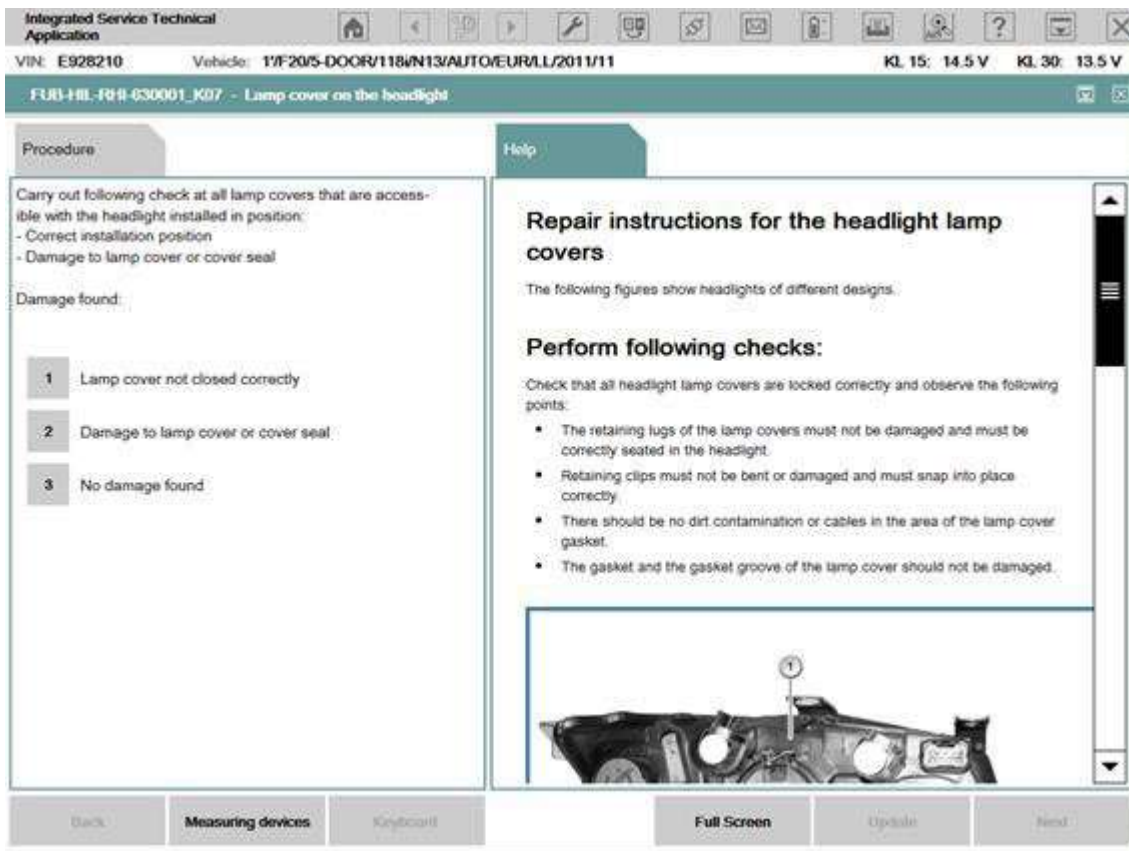 Integrated Service Technical
Application
VIN: E928210 Vehicle: 1'/F20/5-DOOR/118i/N13/AUTO/EUR/LL/2011/11 KL 15: 14.5 V KL 30: 13.5 V
FUB-HIL-RHI-630001_K07 - Lamp cover on the headlight
Procedure
Carry out following check at all lamp covers that are access-
ible with the headlight installed in position:
- Correct installation position
- Damage to lamp cover or cover seal
Damage found:
1 Lamp cover not closed correctly
2 Damage to lamp cover or cover seal
3 No damage found
Help
Repair instructions for the headlight lamp
covers
The following figures show headlights of different designs.
Perform following checks:
Check that all headlight lamp covers are locked correctly and observe the following
points:
• The retaining lugs of the lamp covers must not be damaged and must be
correctly seated in the headlight.
• Retaining clips must not be bent or damaged and must snap into place
correctly.
• There should be no dirt contamination or cables in the area of the lamp cover
gasket.
• The gasket and the gasket groove of the lamp cover should not be damaged.
1
Back Measuring devices Keyboard Full Screen Update Next